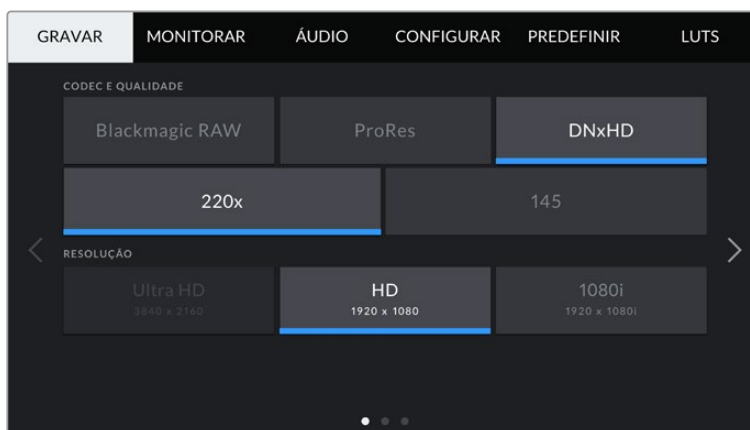 GRAVAR MONITORAR ÁUDIO CONFIGURAR PREDEFINIR LUTS
CODEC E QUALIDADE
Blackmagic RAW ProRes DNxHD
220x 145
RESOLUÇÃO
Ultra HD HD 1080i
3840 x 2160 1920 x 1080 1920 x 1080i